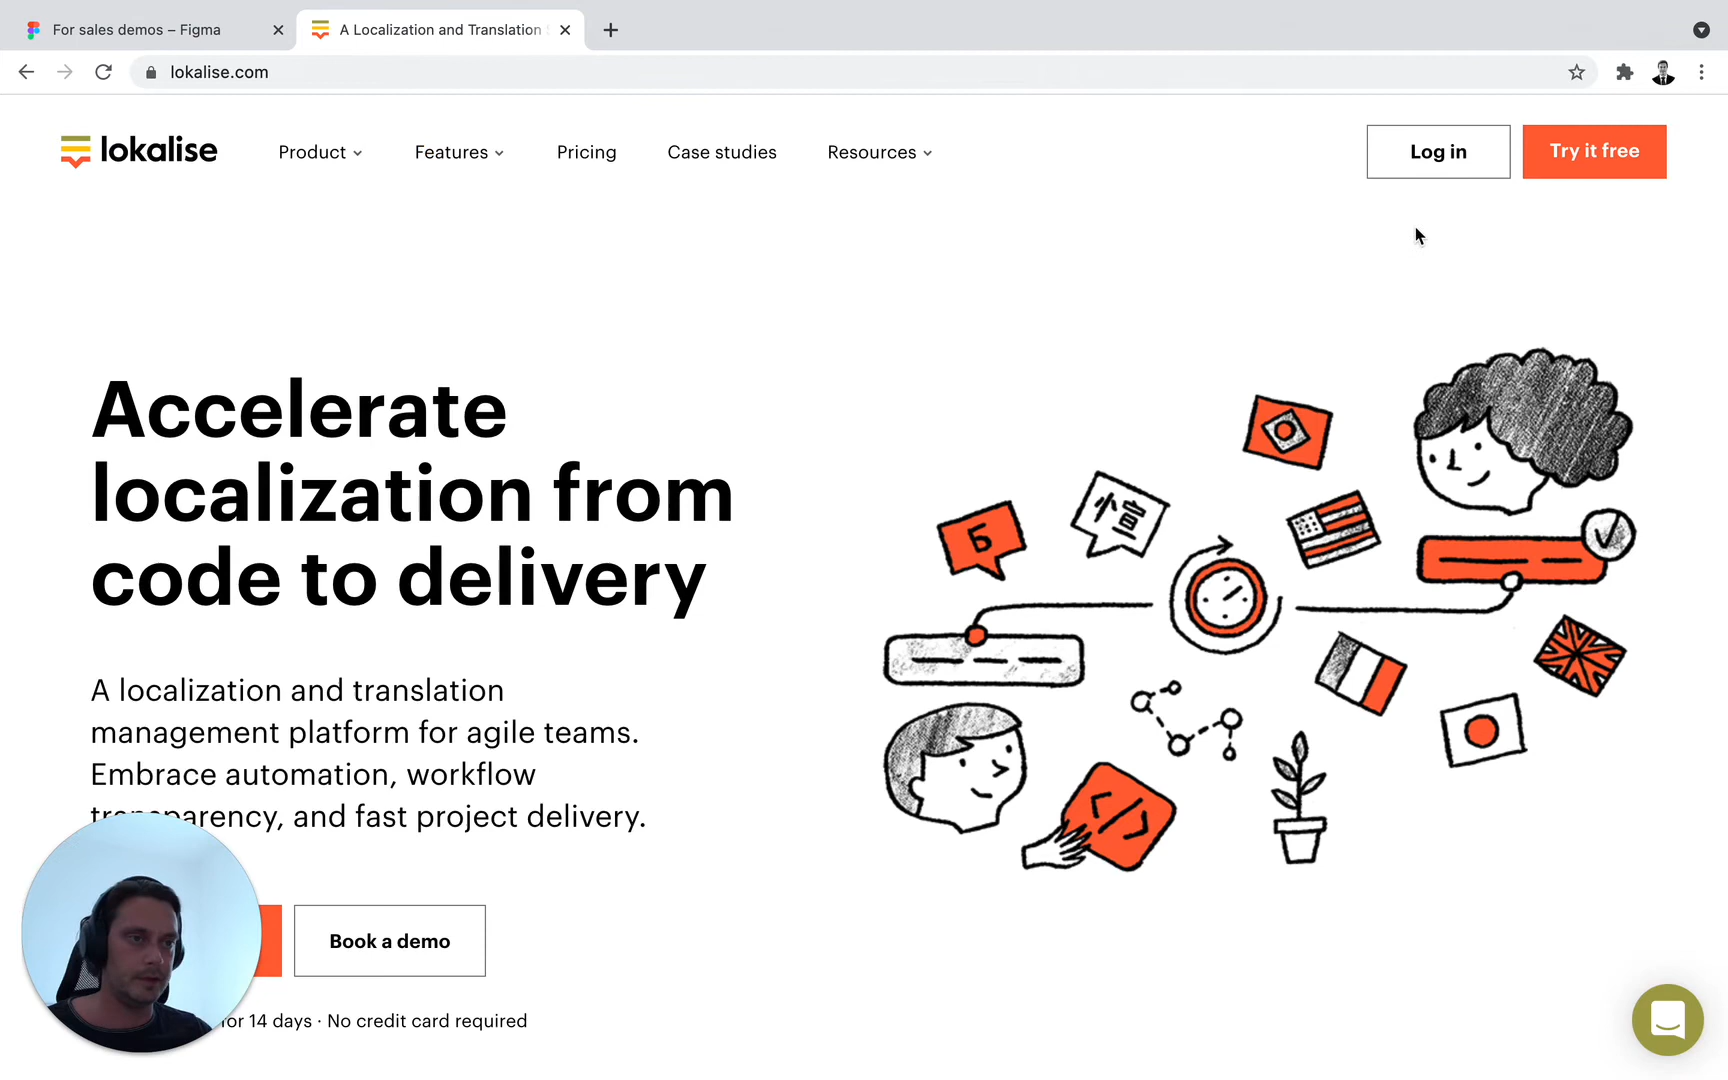 For sales demos – Figma
A Localization and Translation
lokalise.com
lokalise
Product
Features
Pricing
Case studies
Resources
Log in
Try it free
Accelerate
localization from
code to delivery
A localization and translation
management platform for agile teams.
Embrace automation, workflow
transparency, and fast project delivery.
Book a demo
for 14 days · No credit card required
5